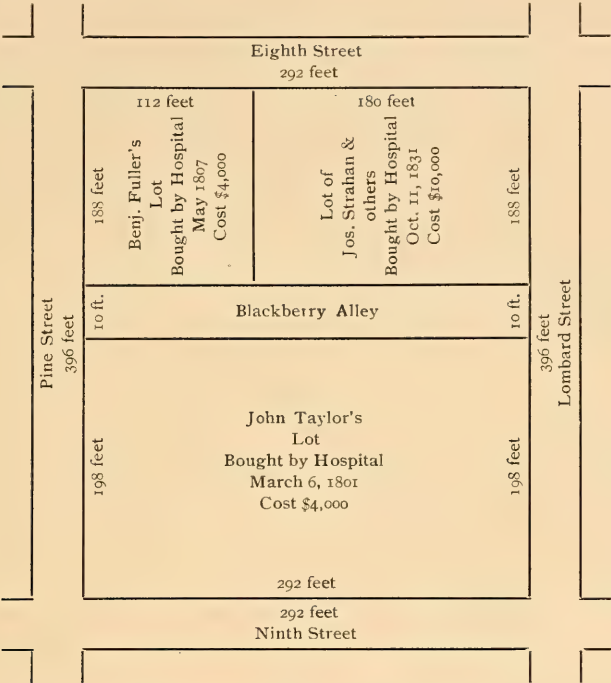 Eighth Street
292 feet
112 feet
180 feet
188 feet
Benj. Fuller's
Lot
Bought by Hospital
May 1807
Cost $4,000
Lot of
Jos. Strahan &
others
Bought by Hospital
Oct. 11, 1831
Cost $10,000
188 feet
Pine Street
396 feet
10 ft.
Blackberry Alley
10 ft.
396 feet
Lombard Street
198 feet
John Taylor's
Lot
Bought by Hospital
March 6, 1801
Cost $4,000
198 feet
292 feet
292 feet
Ninth Street